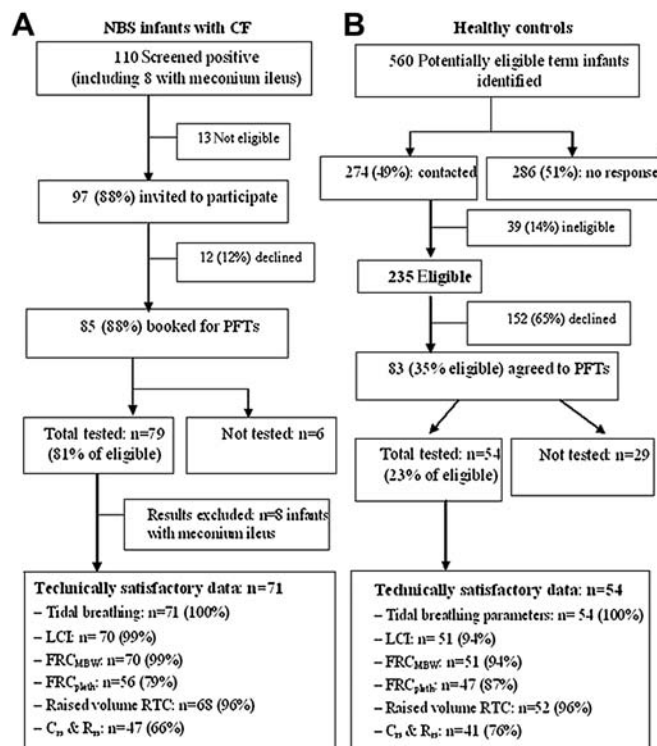 A
NBS infants with CF
110 Screened positive
(including 8 with meconium ileus)
13 Not eligible
97 (88%) invited to participate
12 (12%) declined
85 (88%) booked for PFTs
Total tested: n=79
(81% of eligible)
Not tested: n=6
Results excluded: n=8 infants
with meconium ileus
Technically satisfactory data: n=71
– Tidal breathing: n=71 (100%)
– LCI: n= 70 (99%)
– FRCMBW: n=70 (99%)
– FRCpleth: n=56 (79%)
– Raised volume RTC: n=68 (96%)
– Crs & Rrs: n=47 (66%)
B
Healthy controls
560 Potentially eligible term infants
identified
274 (49%): contacted
286 (51%): no response
39 (14%) ineligible
235 Eligible
152 (65%) declined
83 (35% eligible) agreed to PFTs
Total tested: n=54
(23% of eligible)
Not tested: n=29
Technically satisfactory data: n=54
– Tidal breathing parameters: n= 54 (100%)
– LCI: n= 51 (94%)
– FRCMBW: n=51 (94%)
– FRCpleth: n=47 (87%)
– Raised volume RTC: n=52 (96%)
– Crs & Rrs: n=41 (76%)